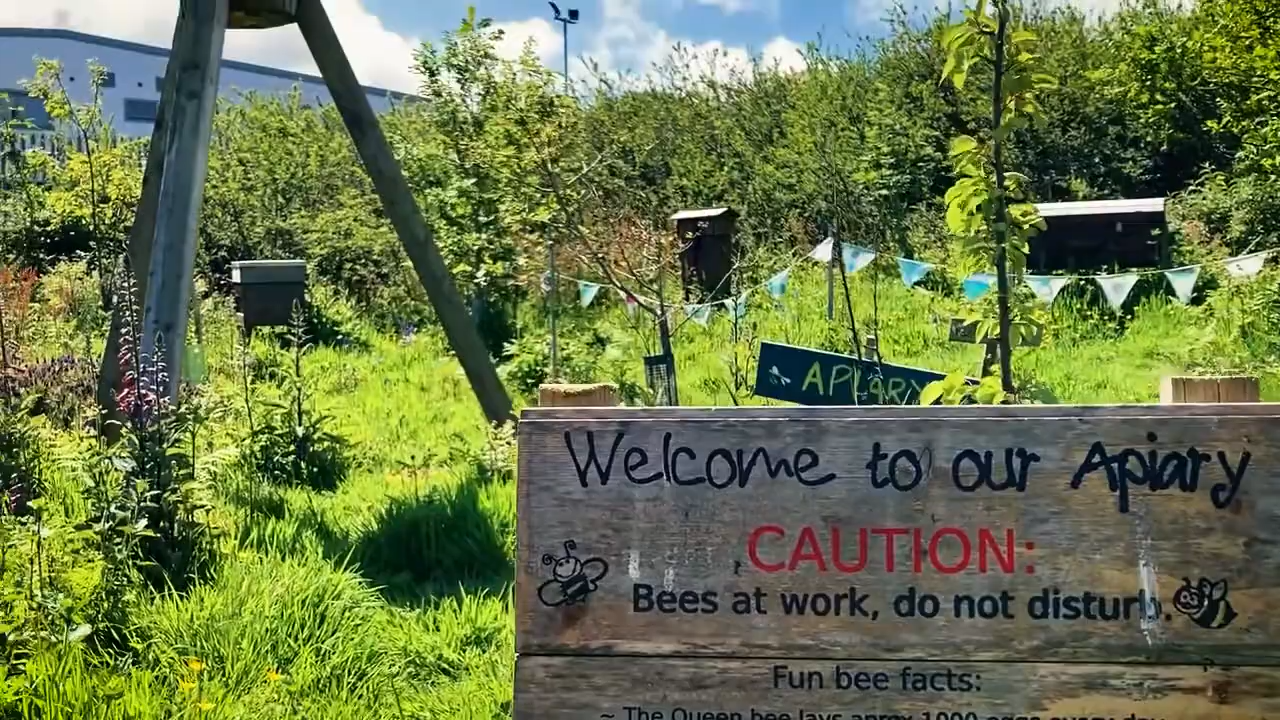 APIARY
Welcome to our Apiary
CAUTION:
Bees at work, do not disturb.
Fun bee facts:
~ The Queen bee lays aprox 1000 eggs every day